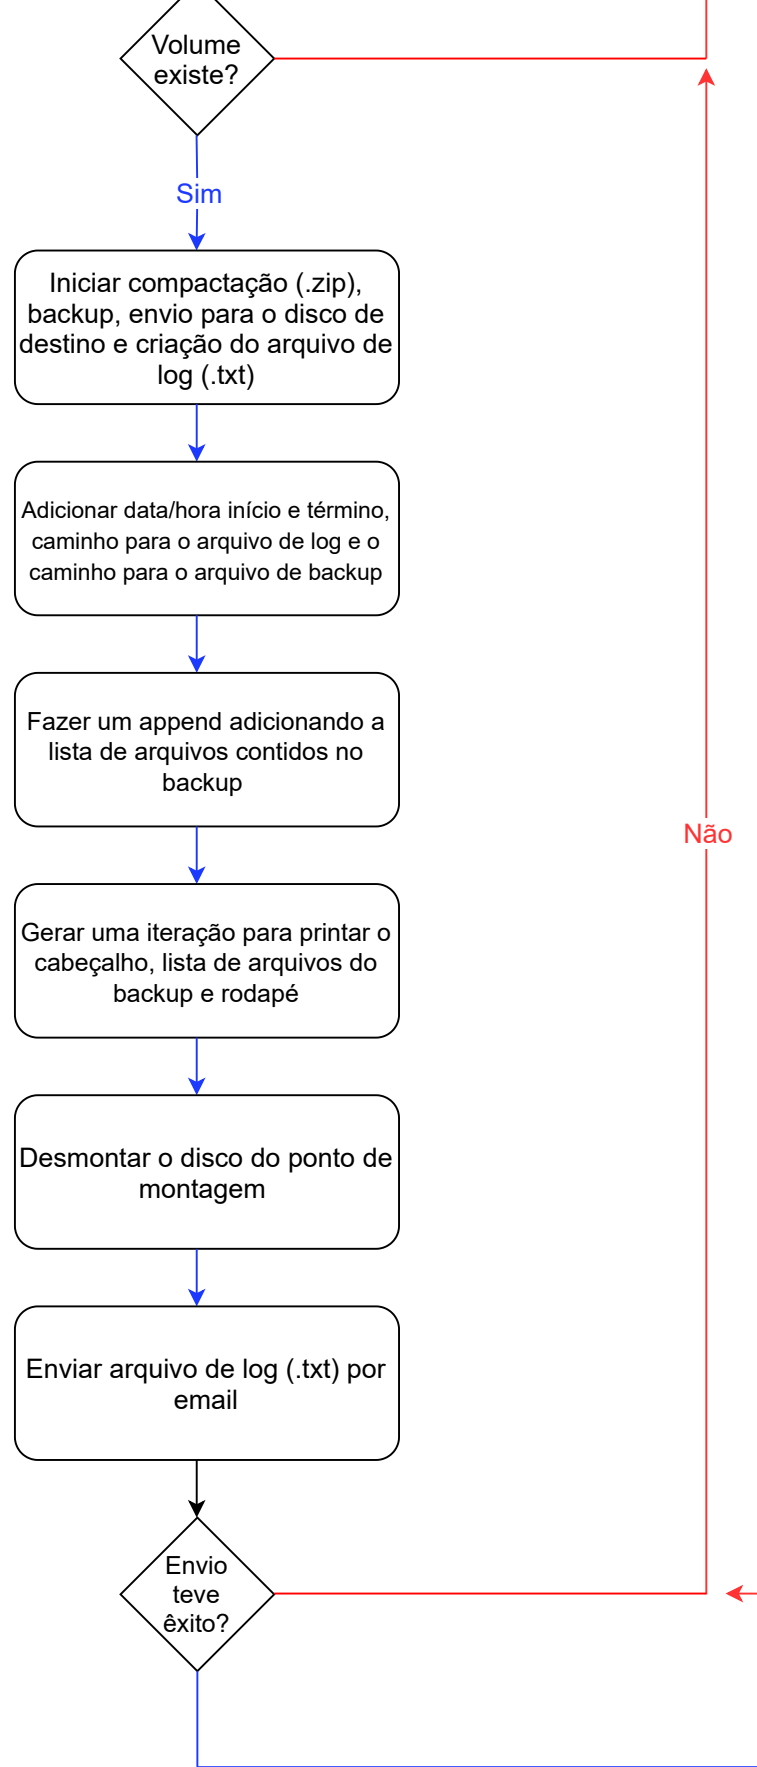 Volume
existe?
Sim
Iniciar compactação (.zip),
backup, envio para o disco de
destino e criação do arquivo de
log (.txt)
Adicionar data/hora início e término,
caminho para o arquivo de log e o
caminho para o arquivo de backup
Fazer um append adicionando a
lista de arquivos contidos no
backup
Não
Gerar uma iteração para printar o
cabeçalho, lista de arquivos do
backup e rodapé
Desmontar o disco do ponto de
montagem
Enviar arquivo de log (.txt) por
email
Envio
teve
êxito?